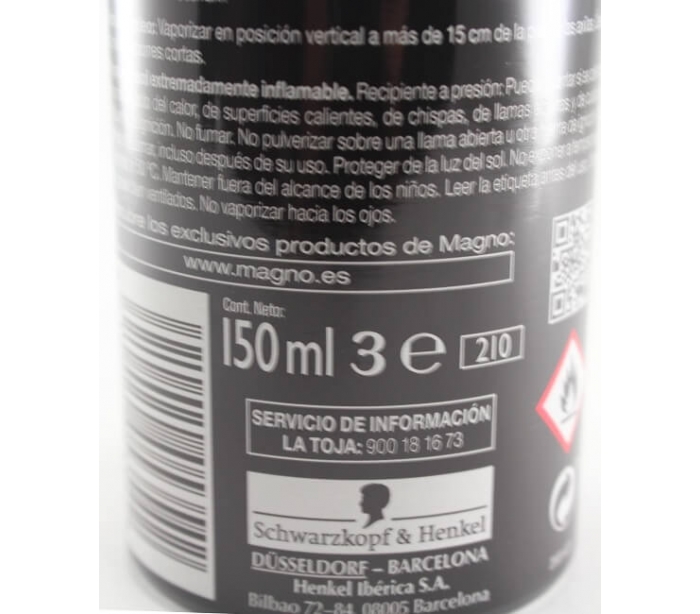 Vaporizar en posición vertical a más de 15 cm de la
cortas.
extremadamente inflamable. Recipiente a presión:
del calor, de superficies calientes, de chispas, de llamas
No fumar. No pulverizar sobre una llama abierta u
incluso después de su uso. Proteger de la luz del sol. No
Mantener fuera del alcance de los niños. Leer la etiqueta antes
ventilados. No vaporizar hacia los ojos.
los exclusivos productos de Magno:
www.magno.es
Cont. Neto:
150 ml 3 ℮ 210
SERVICIO DE INFORMACIÓN
LA TOJA: 900 18 16 73
Schwarzkopf & Henkel
DÜSSELDORF – BARCELONA
Henkel Ibérica S.A.
Bilbao 72-84, 08005 Barcelona